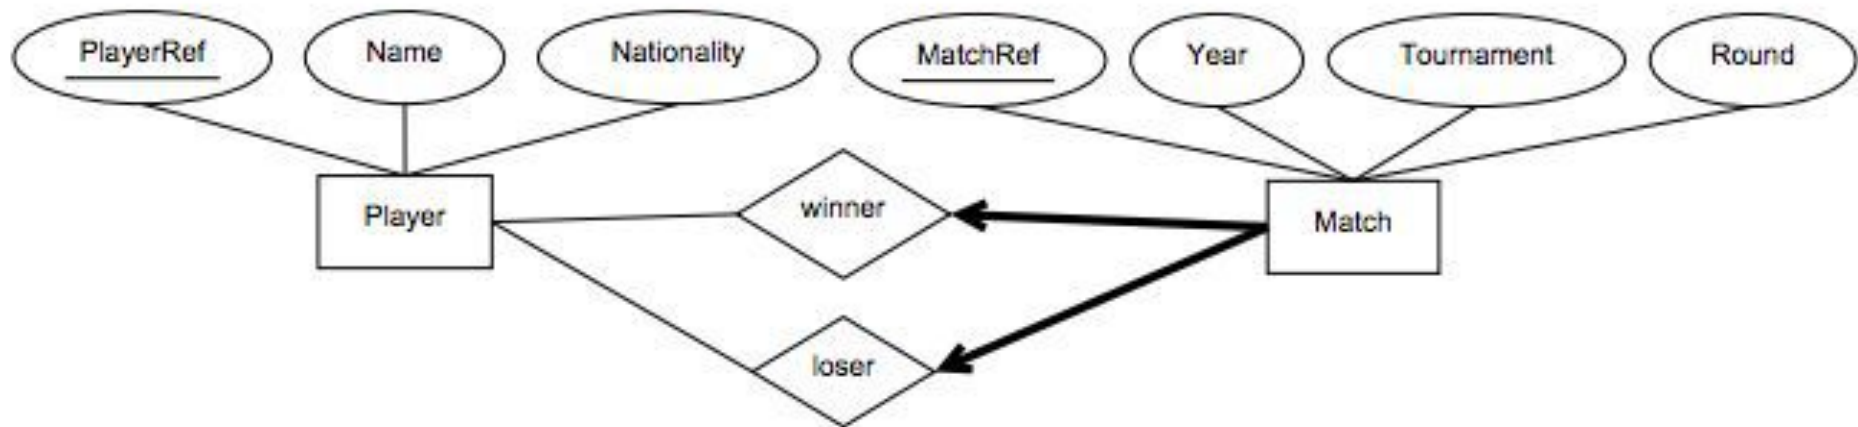 PlayerRef
Name
Nationality
MatchRef
Year
Tournament
Round
Player
winner
Match
loser